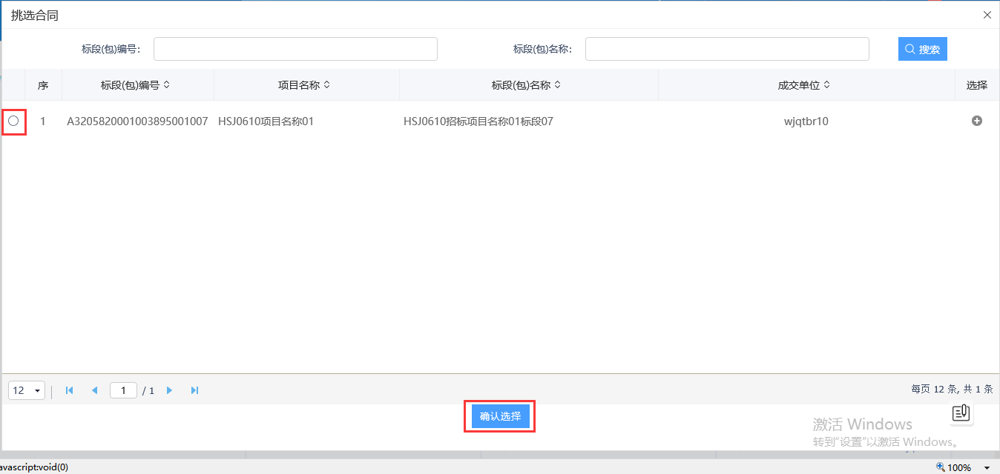 挑选合同
标段(包)编号:
标段(包)名称:
搜索
序 标段(包)编号 项目名称 标段(包)名称 成交单位 选择
1 A3205820001003895001007 HSJ0610项目名称01 HSJ0610招标项目名称01标段07 wjqtbr10
12 1 / 1 每页 12 条, 共 1 条
确认选择
激活 Windows
转到"设置"以激活 Windows。
avascript:void(0) 100%